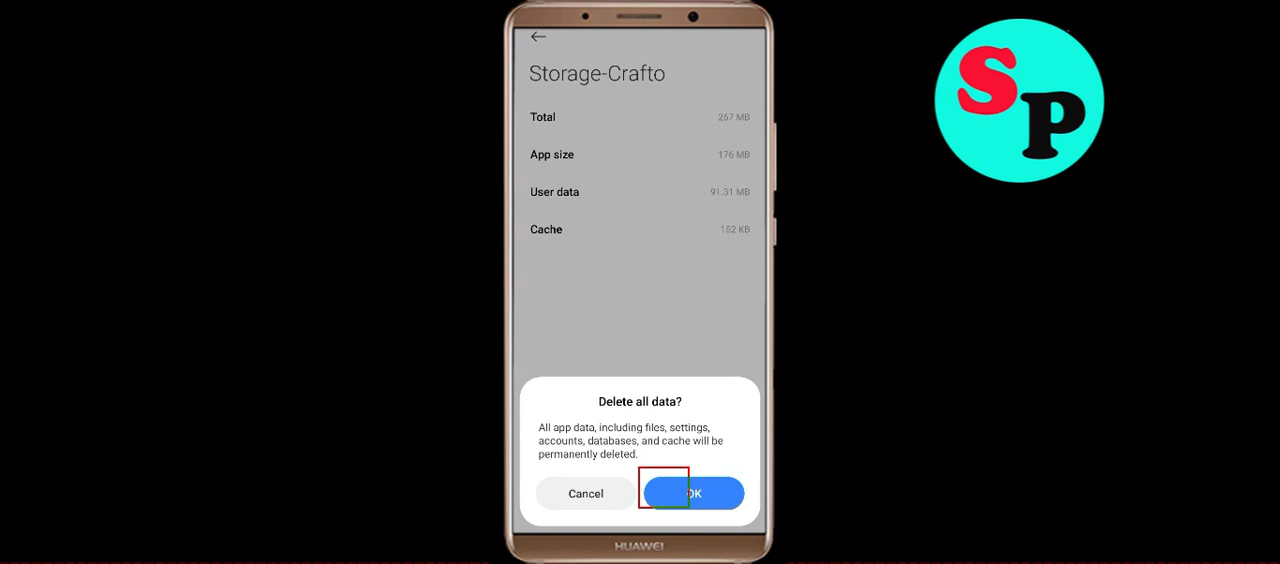 Storage-Crafto
Total 257 MB
App size 176 MB
User data 91.31 MB
Cache 152 KB
Delete all data?
All app data, including files, settings,
accounts, databases, and cache will be
permanently deleted.
Cancel OK
HUAWEI
SP